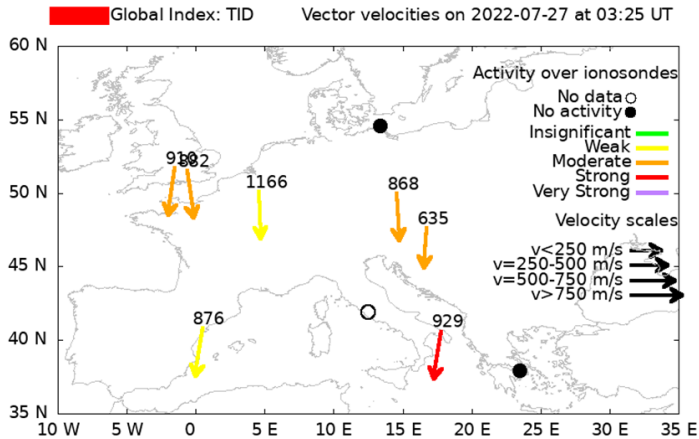 Global Index: TID Vector velocities on 2022-07-27 at 03:25 UT
60 N
Activity over ionosondes
No data
55 N
No activity
Insignificant
Weak
910 882
Moderate
1166 868
Strong
50 N
Very Strong
635
Velocity scales
v<250 m/s
45 N
v=250-500 m/s
v=500-750 m/s
v>750 m/s
876 929
40 N
35 N
10 W 5 W 0 5 E 10 E 15 E 20 E 25 E 30 E 35 E